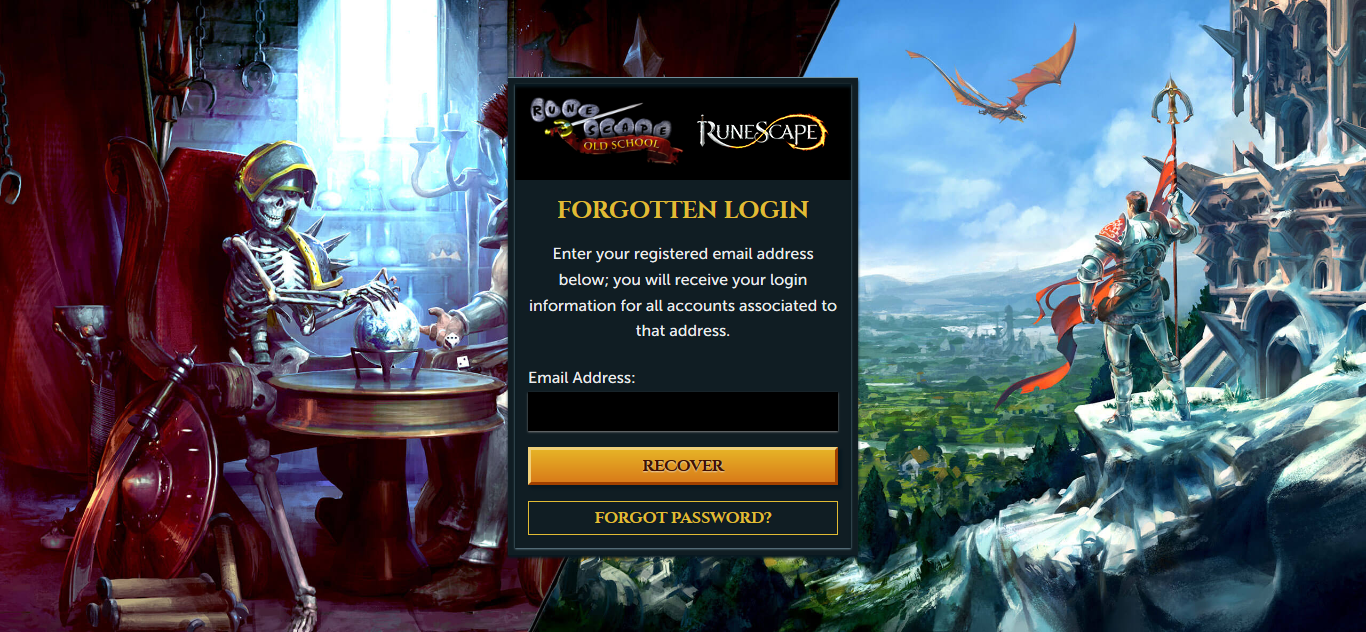 RUNE SCAPE
OLD SCHOOL
RUNESCAPE
FORGOTTEN LOGIN
Enter your registered email address
below; you will receive your login
information for all accounts associated to
that address.
Email Address:
RECOVER
FORGOT PASSWORD?